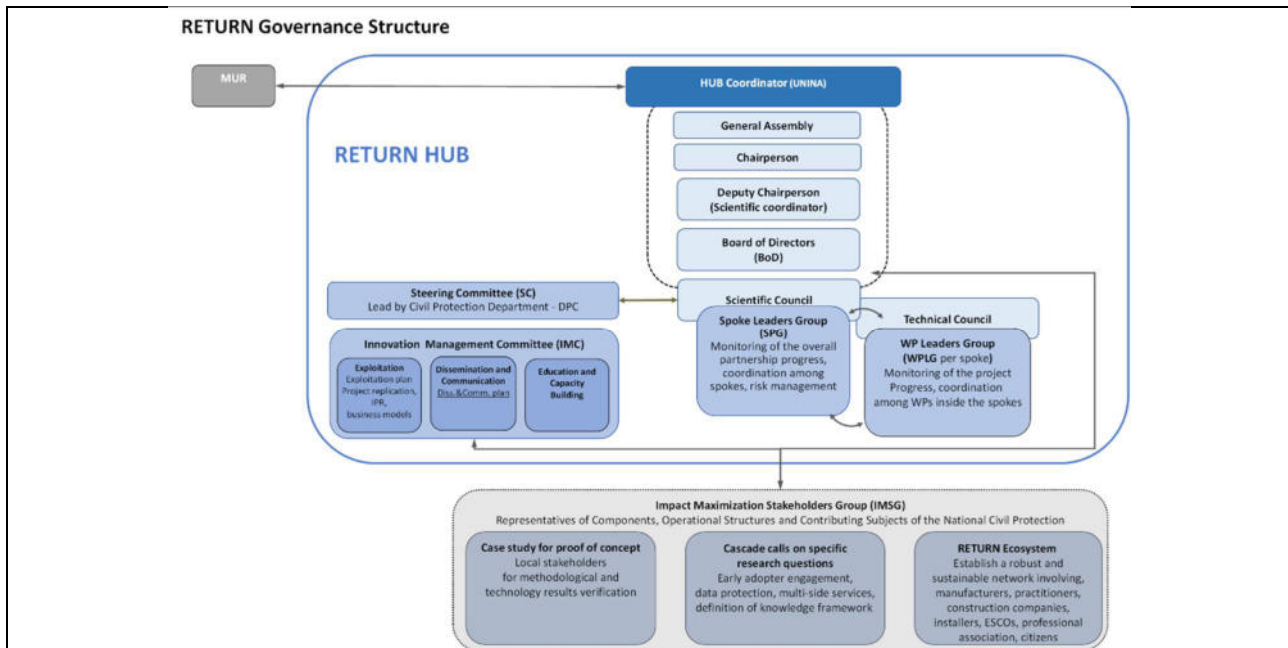 RETURN Governance Structure
MUR
HUB Coordinator (UNINA)
General Assembly
RETURN HUB
Chairperson
Deputy Chairperson
(Scientific coordinator)
Board of Directors
(BoD)
Steering Committee (SC)
Lead by Civil Protection Department - DPC
Scientific Council
Technical Council
Spoke Leaders Group
(SPG)
Monitoring of the overall
partnership progress,
coordination among
spokes, risk management
WP Leaders Group
(WPLG per spoke)
Monitoring of the project
Progress, coordination
among WPs inside the spokes
Innovation Management Committee (IMC)
Exploitation
Exploitation plan
Project replication,
IPR,
business models
Dissemination and
Communication
Diss.&Comm. plan
Education and
Capacity
Building
Impact Maximization Stakeholders Group (IMSG)
Representatives of Components, Operational Structures and Contributing Subjects of the National Civil Protection
Case study for proof of concept
Local stakeholders
for methodological and
technology results verification
Cascade calls on specific
research questions
Early adopter engagement,
data protection, multi-side services,
definition of knowledge framework
RETURN Ecosystem
Establish a robust and
sustainable network involving,
manufacturers, practitioners,
construction companies,
installers, ESCOs, professional
association, citizens